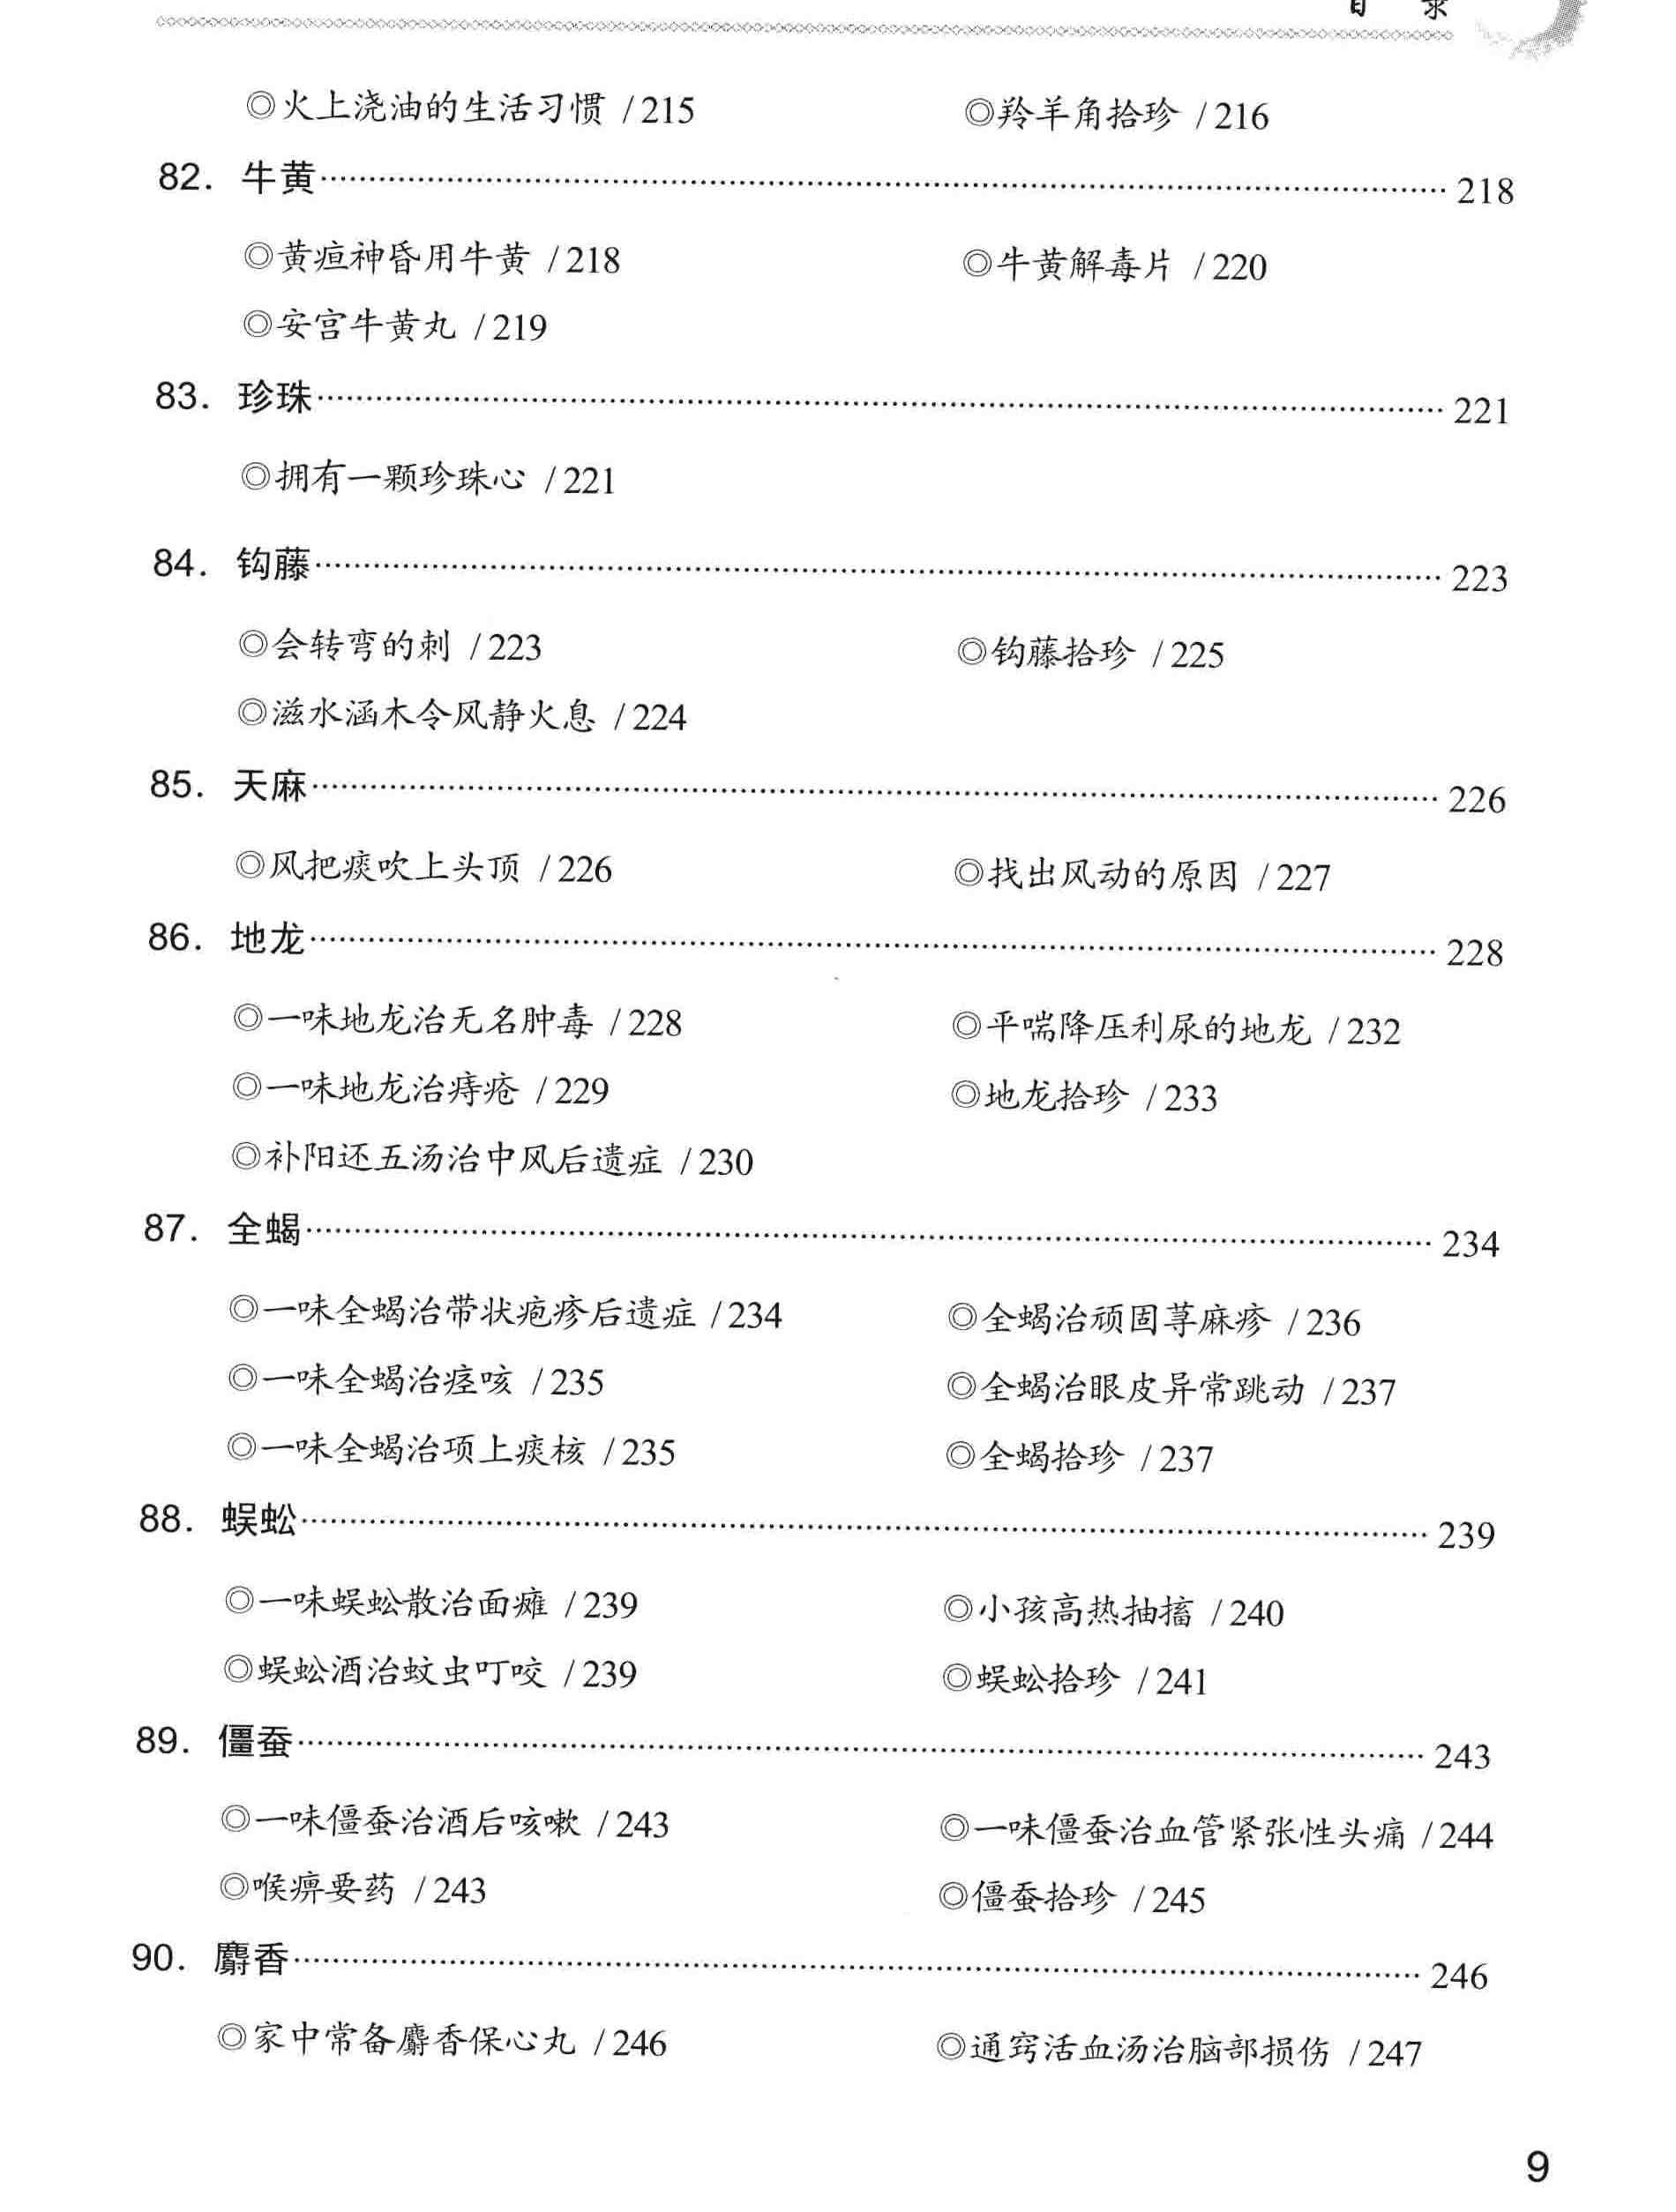 目 录
◎火上浇油的生活习惯 /215 ◎羚羊角拾珍 /216
82. 牛黄……218
◎黄疸神昏用牛黄 /218 ◎牛黄解毒片 /220
◎安宫牛黄丸 /219
83. 珍珠……221
◎拥有一颗珍珠心 /221
84. 钩藤……223
◎会转弯的刺 /223 ◎钩藤拾珍 /225
◎滋水涵木令风静火息 /224
85. 天麻……226
◎风把痰吹上头顶 /226 ◎找出风动的原因 /227
86. 地龙……228
◎一味地龙治无名肿毒 /228 ◎平喘降压利尿的地龙 /232
◎一味地龙治痔疮 /229 ◎地龙拾珍 /233
◎补阳还五汤治中风后遗症 /230
87. 全蝎……234
◎一味全蝎治带状疱疹后遗症 /234 ◎全蝎治顽固荨麻疹 /236
◎一味全蝎治痉咳 /235 ◎全蝎治眼皮异常跳动 /237
◎一味全蝎治项上痰核 /235 ◎全蝎拾珍 /237
88. 蜈蚣……239
◎一味蜈蚣散治面瘫 /239 ◎小孩高热抽搐 /240
◎蜈蚣酒治蚊虫叮咬 /239 ◎蜈蚣拾珍 /241
89. 僵蚕……243
◎一味僵蚕治酒后咳嗽 /243 ◎一味僵蚕治血管紧张性头痛 /244
◎喉痹要药 /243 ◎僵蚕拾珍 /245
90. 麝香……246
◎家中常备麝香保心丸 /246 ◎通窍活血汤治脑部损伤 /247
9